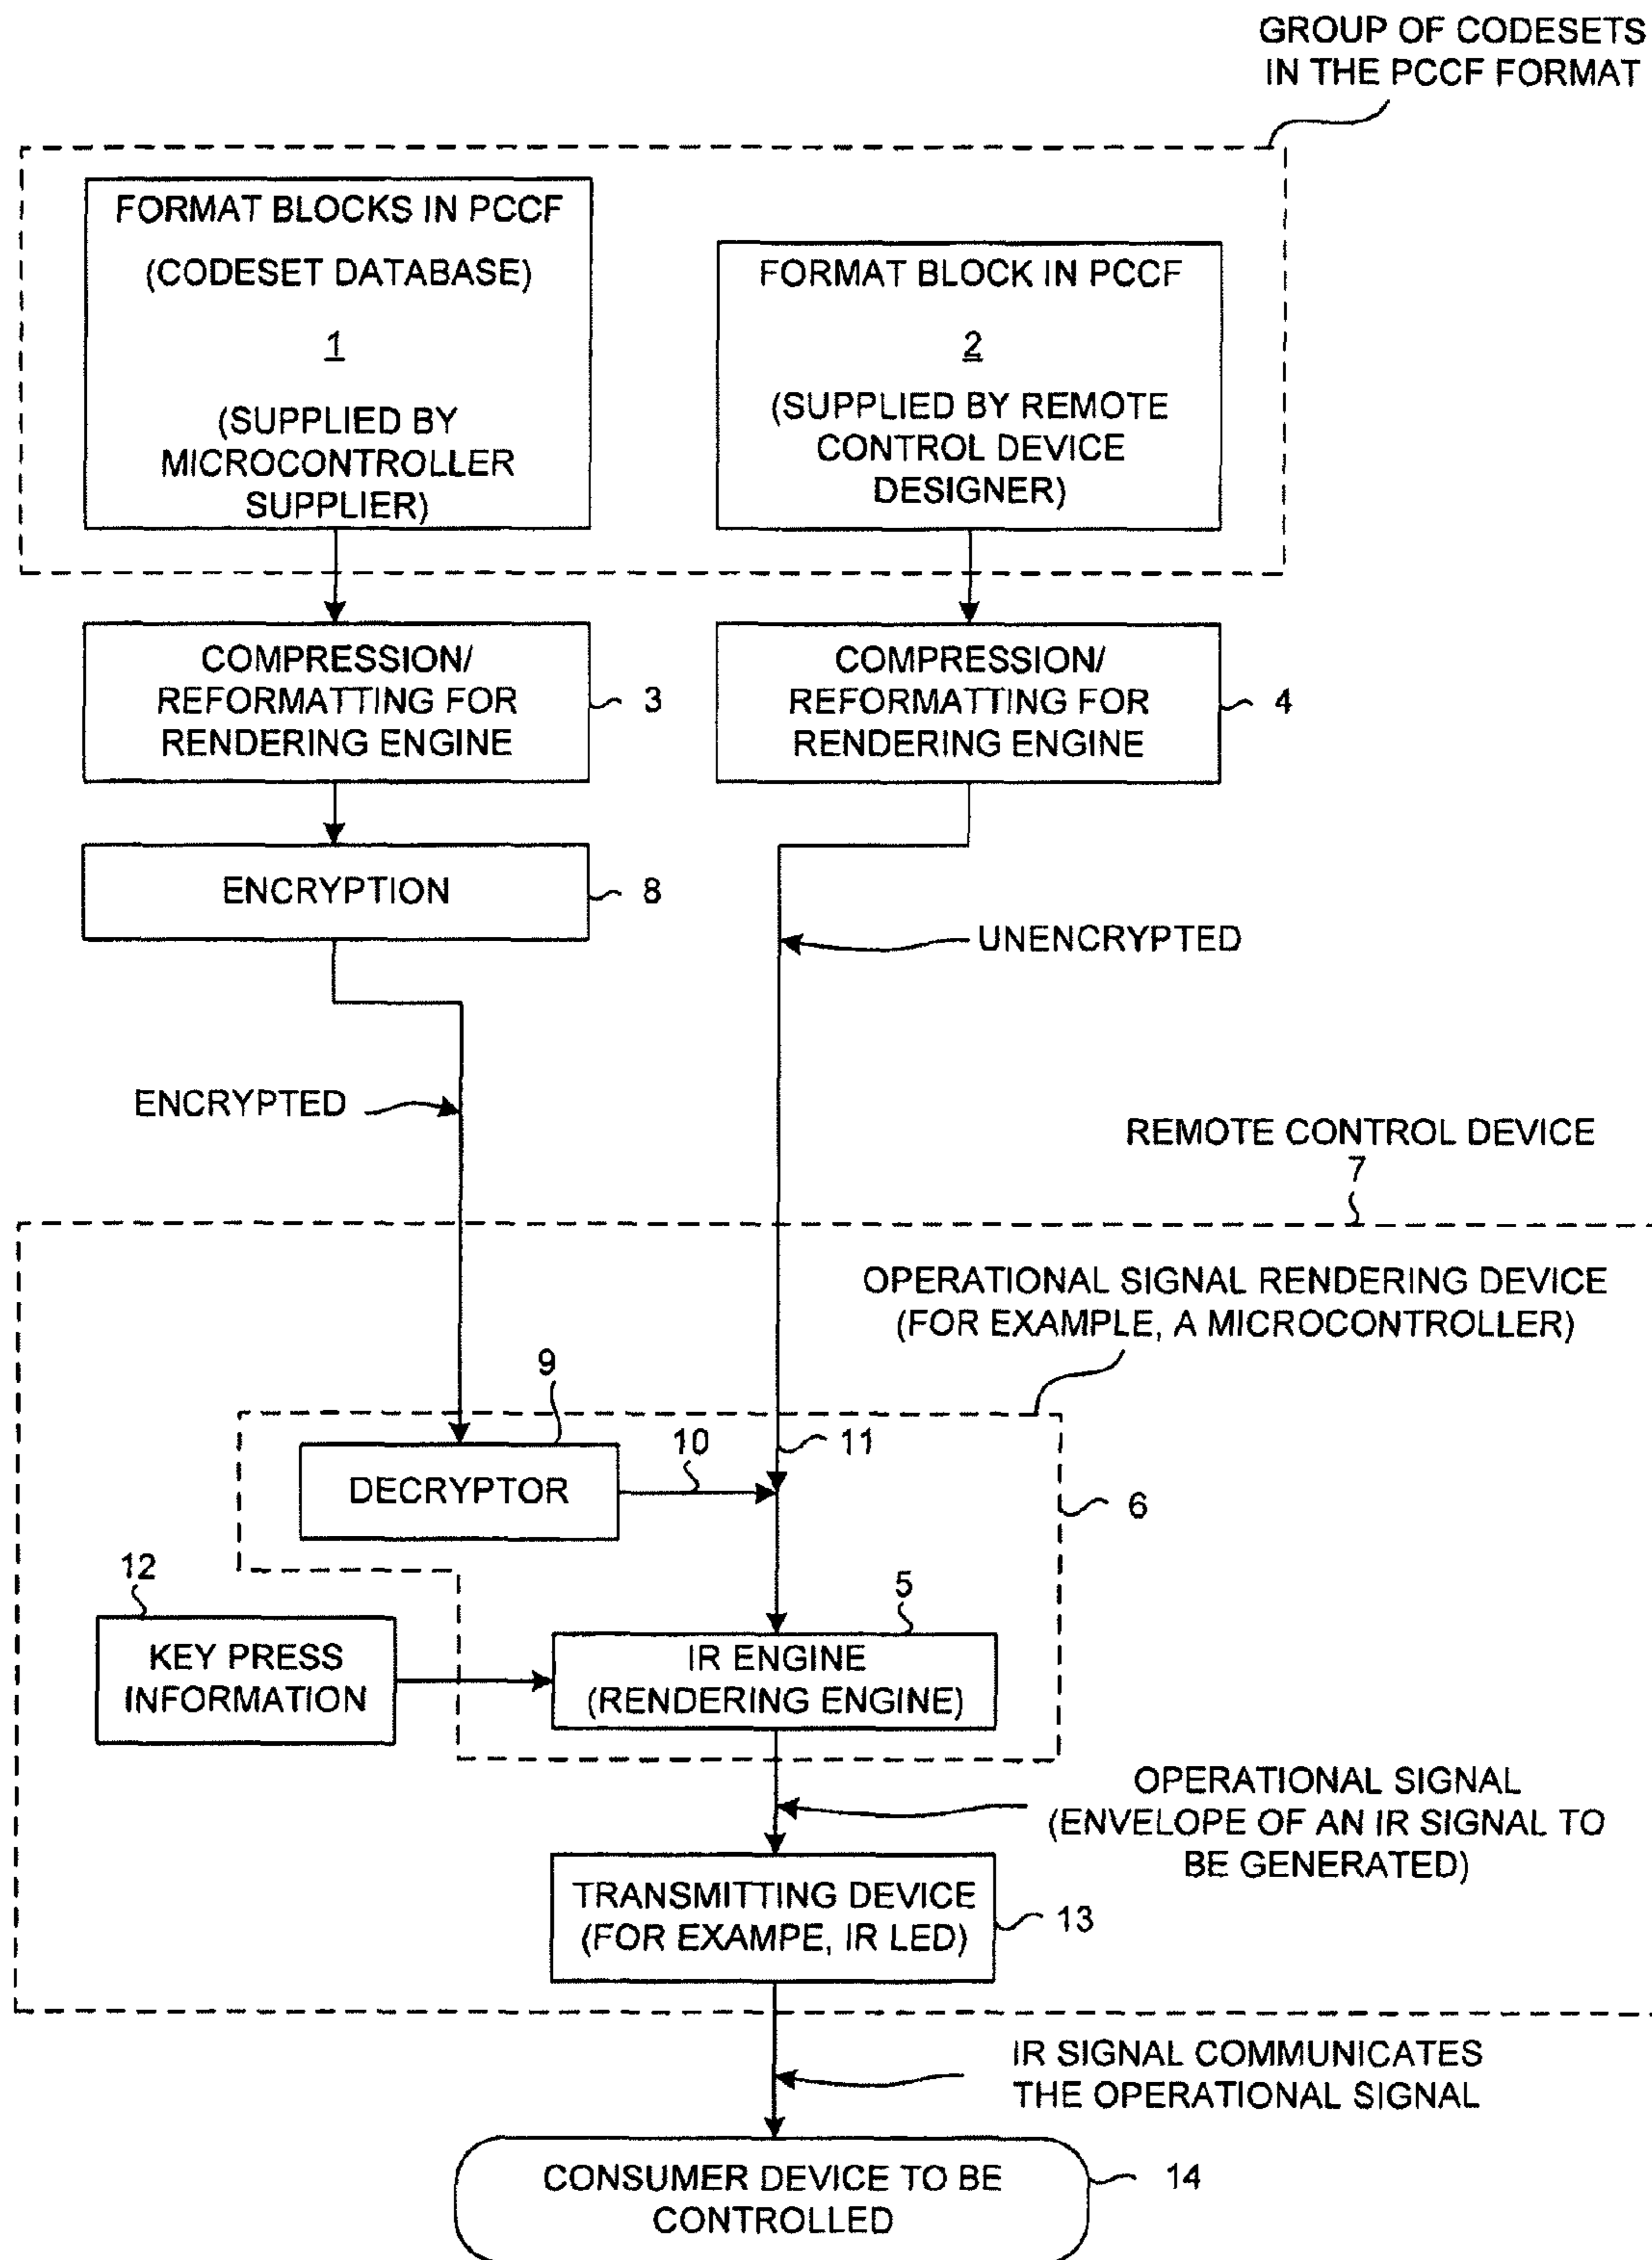 GROUP OF CODESETS
IN THE PCCF FORMAT
FORMAT BLOCKS IN PCCF
(CODESET DATABASE)
1
(SUPPLIED BY
MICROCONTROLLER
SUPPLIER)
FORMAT BLOCK IN PCCF
2
(SUPPLIED BY REMOTE
CONTROL DEVICE
DESIGNER)
COMPRESSION/
REFORMATTING FOR
RENDERING ENGINE
3
COMPRESSION/
REFORMATTING FOR
RENDERING ENGINE
4
ENCRYPTION
8
UNENCRYPTED
ENCRYPTED
REMOTE CONTROL DEVICE
7
OPERATIONAL SIGNAL RENDERING DEVICE
(FOR EXAMPLE, A MICROCONTROLLER)
9
DECRYPTOR
10
11
6
12
KEY PRESS
INFORMATION
5
IR ENGINE
(RENDERING ENGINE)
OPERATIONAL SIGNAL
(ENVELOPE OF AN IR SIGNAL TO
BE GENERATED)
TRANSMITTING DEVICE
(FOR EXAMPE, IR LED)
13
IR SIGNAL COMMUNICATES
THE OPERATIONAL SIGNAL
CONSUMER DEVICE TO BE
CONTROLLED
14